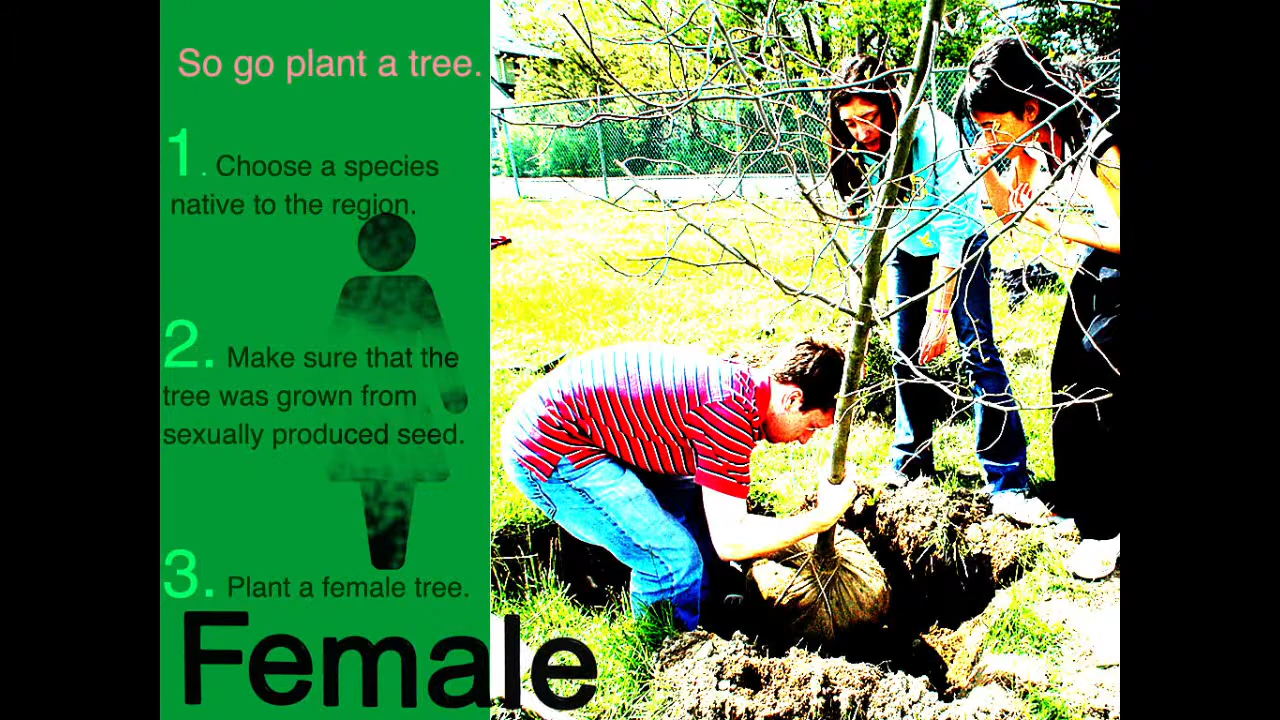 So go plant a tree.
1. Choose a species
native to the region.
2. Make sure that the
tree was grown from
sexually produced seed.
3. Plant a female tree.
Female